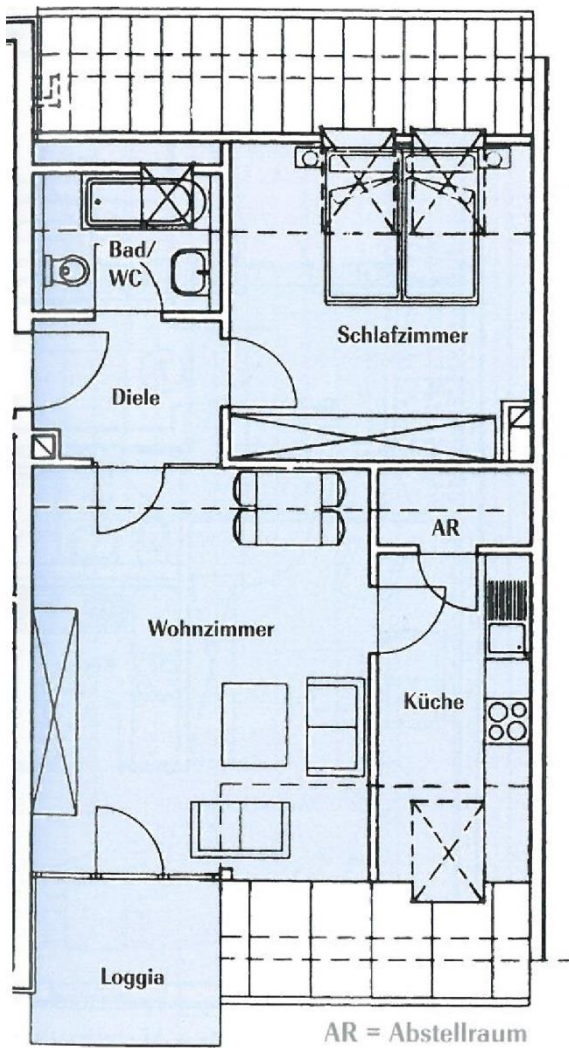 Bad/
WC
Schlafzimmer
Diele
AR
Wohnzimmer
Küche
Loggia
AR = Abstellraum